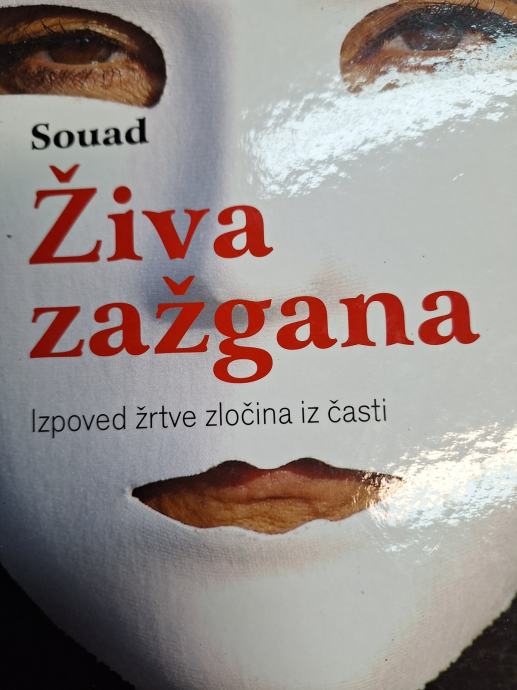 Souad
Živa
zažgana
Izpoved žrtve zločina iz časti